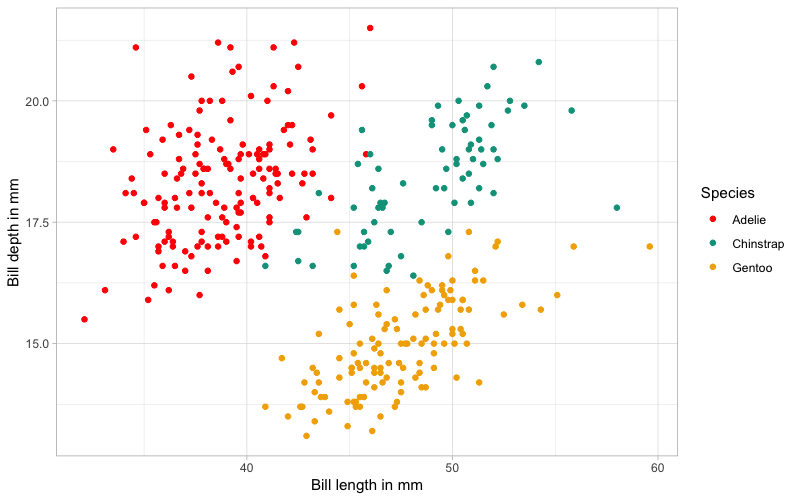 20.0
17.5
15.0
Bill depth in mm
40
50
60
Bill length in mm
Species
Adelie
Chinstrap
Gentoo